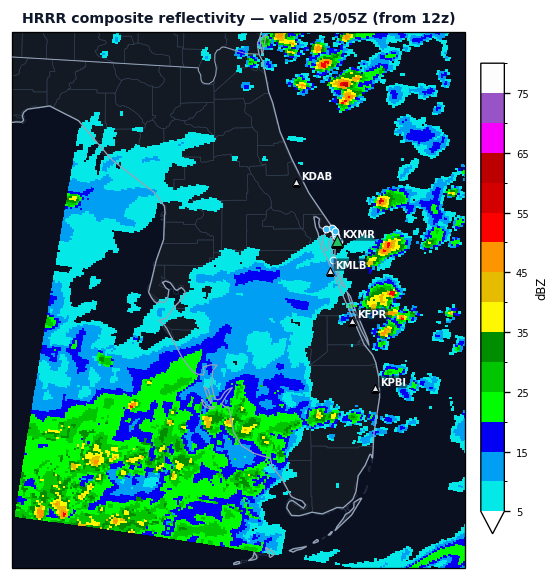 HRRR composite reflectivity — valid 25/05Z (from 12z)
KDAB
KXMR
KMLB
KFPR
KPBI
75
65
55
45
35
25
15
5
dBZ